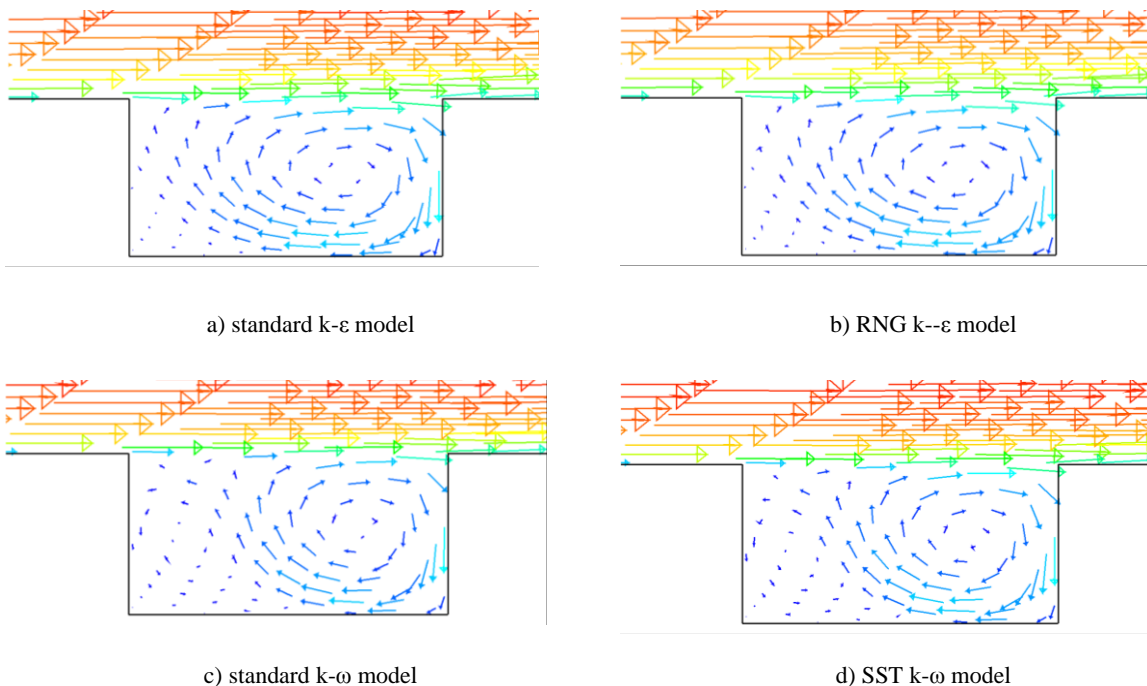 a) standard k-ε model
b) RNG k--ε model
c) standard k-ω model
d) SST k-ω model